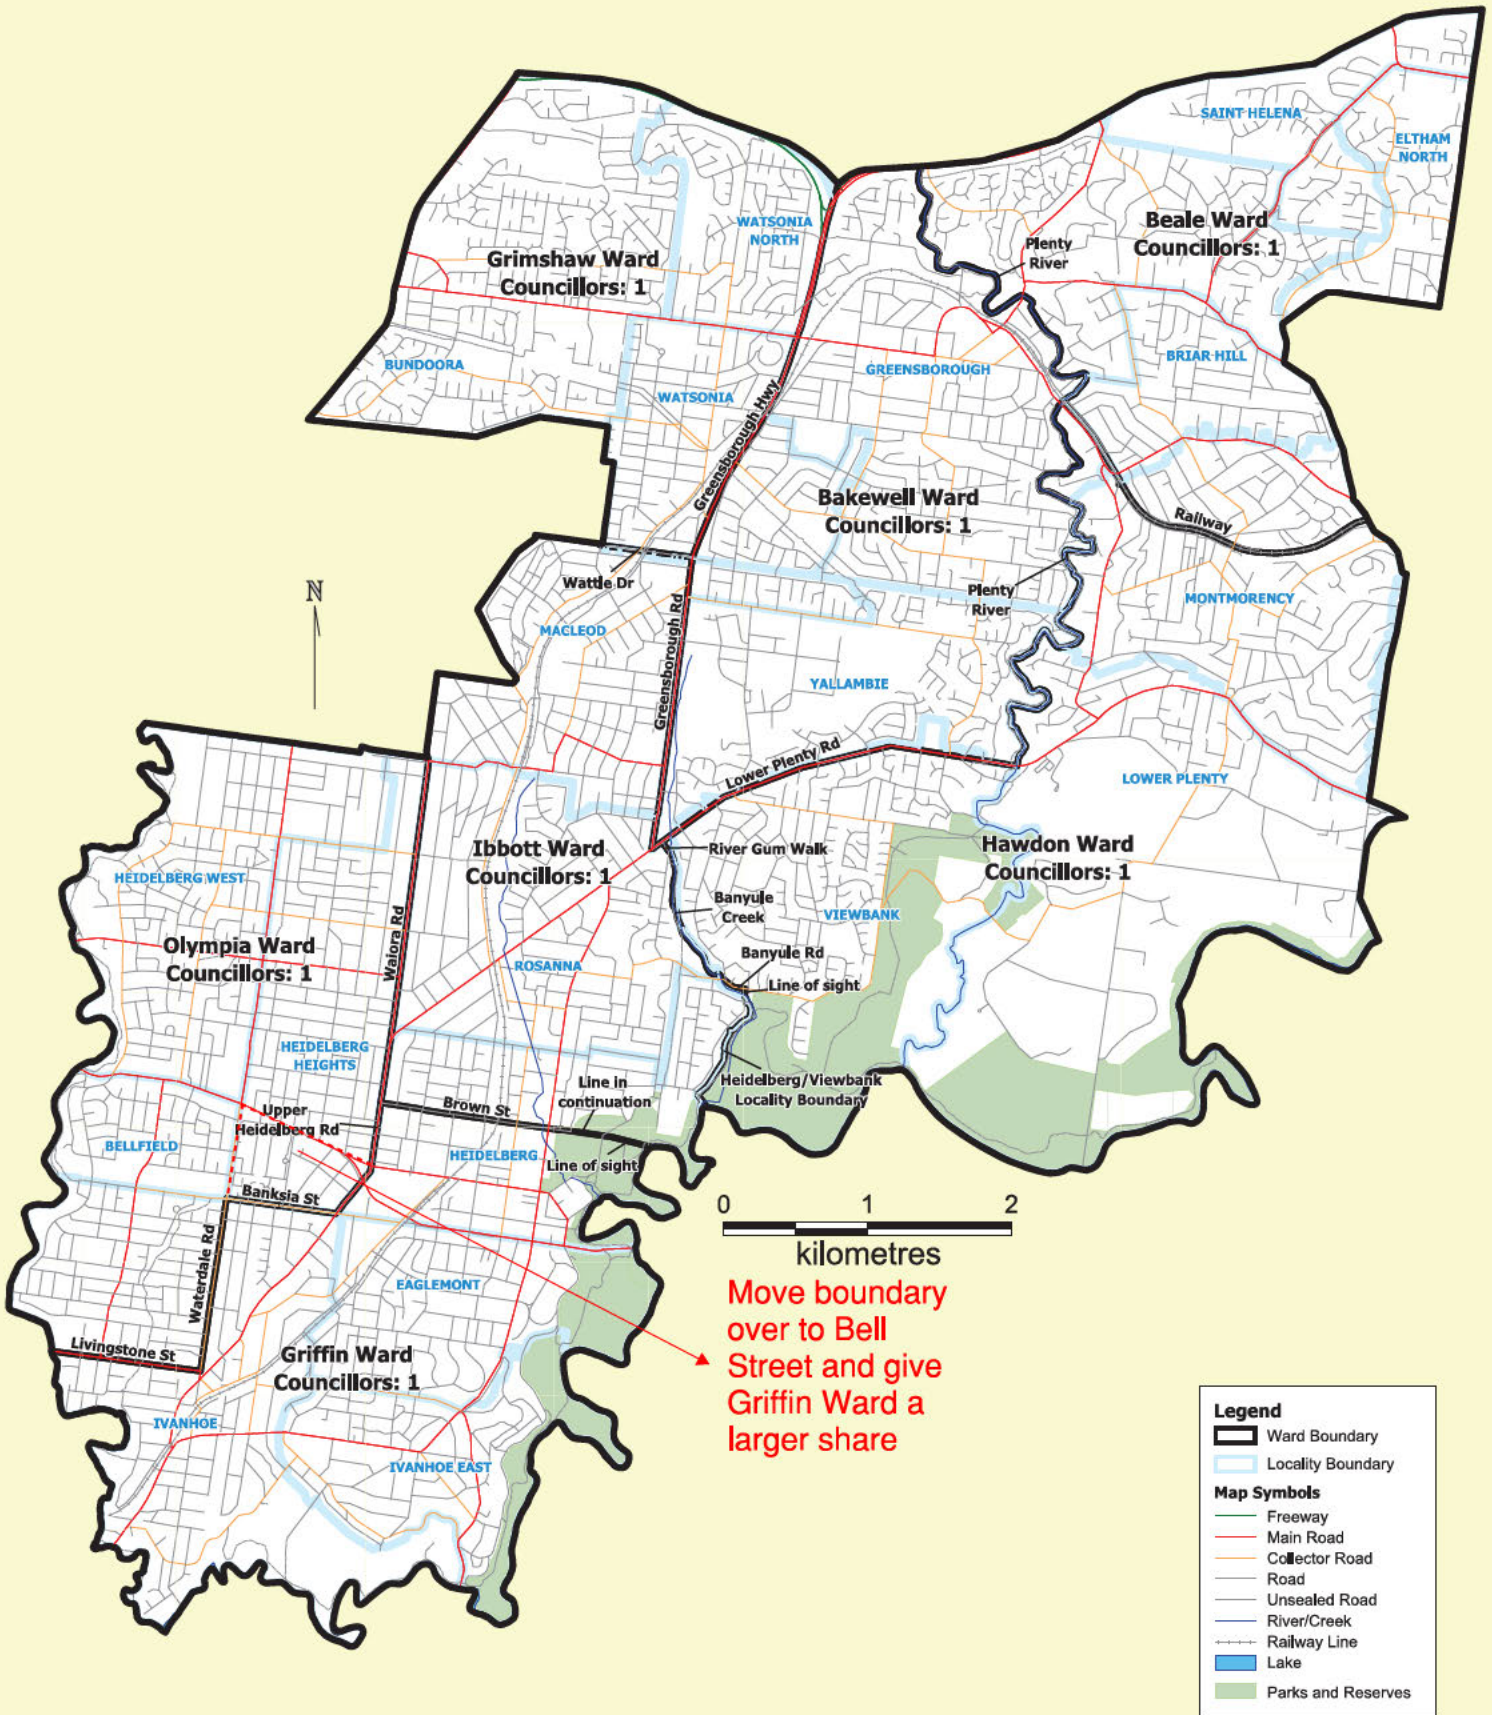 SAINT HELENA
ELTHAM
NORTH
Beale Ward
Councillors: 1
WATSONIA
NORTH
Plenty
River
Grimshaw Ward
Councillors: 1
BUNDOORA
WATSONIA
GREENSBOROUGH
BRIAR HILL
Greensborough Hwy
Bakewell Ward
Councillors: 1
Railway
Wattle Dr
Plenty
River
MONTMORENCY
N
MACLEOD
Greensborough Rd
YALLAMBIE
Lower Plenty Rd
LOWER PLENTY
Ibbott Ward
Councillors: 1
River Gum Walk
Hawdon Ward
Councillors: 1
HEIDELBERG WEST
Banyule
Creek
VIEWBANK
Waiora Rd
Olympia Ward
Councillors: 1
Banyule Rd
ROSANNA
Line of sight
HEIDELBERG
HEIGHTS
Line in
continuation
Heidelberg/Viewbank
Locality Boundary
Brown St
Upper
Heidelberg Rd
BELLFIELD
HEIDELBERG
Line of sight
Banksia St
0 1 2
kilometres
Waterdale Rd
EAGLEMONT
Move boundary
over to Bell
Street and give
Griffin Ward a
larger share
Livingstone St
Griffin Ward
Councillors: 1
IVANHOE
IVANHOE EAST
Legend
Ward Boundary
Locality Boundary
Map Symbols
Freeway
Main Road
Collector Road
Road
Unsealed Road
River/Creek
Railway Line
Lake
Parks and Reserves